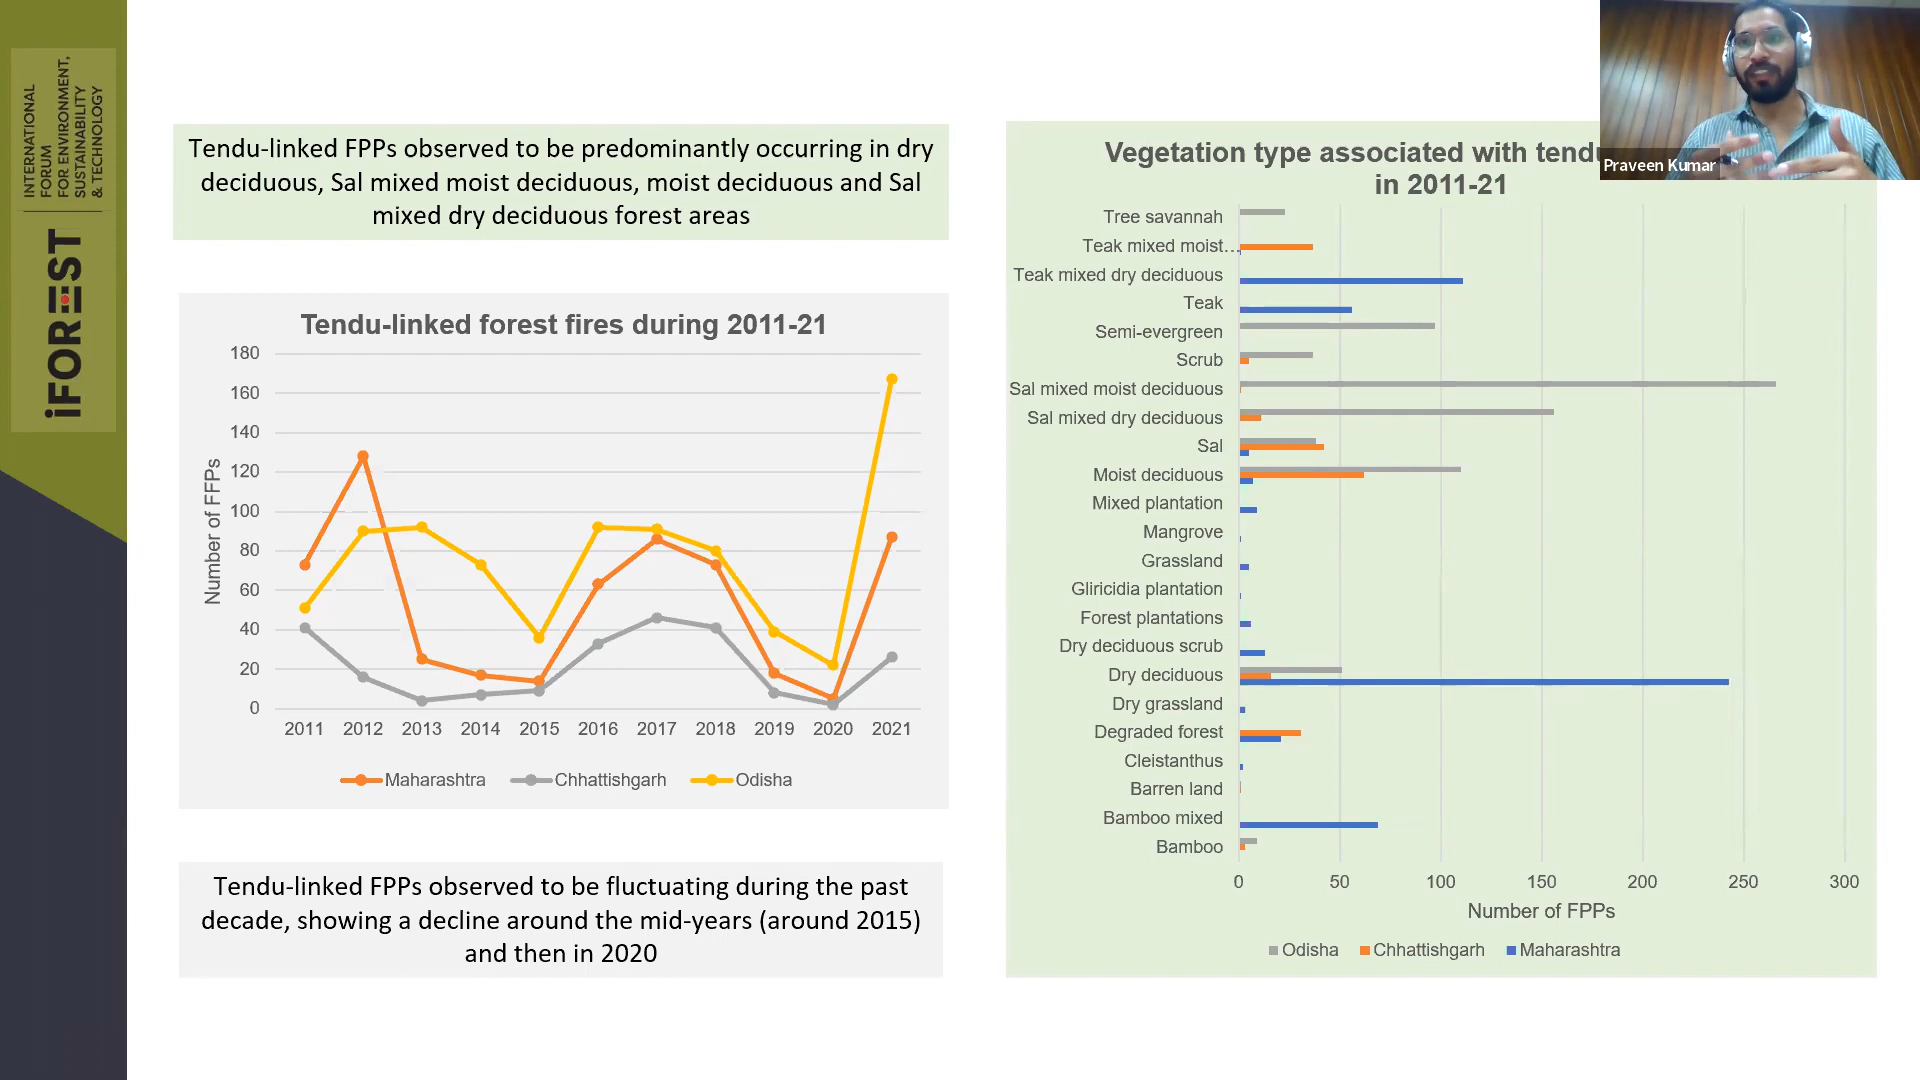 INTERNATIONAL
FORUM
FOR ENVIRONMENT,
SUSTAINABILITY
& TECHNOLOGY
iFOREST
Tendu-linked FPPs observed to be predominantly occurring in dry
deciduous, Sal mixed moist deciduous, moist deciduous and Sal
mixed dry deciduous forest areas
Tendu-linked forest fires during 2011-21
Number of FFPs
180
160
140
120
100
80
60
40
20
0
2011 2012 2013 2014 2015 2016 2017 2018 2019 2020 2021
Maharashtra Chhattishgarh Odisha
Tendu-linked FPPs observed to be fluctuating during the past
decade, showing a decline around the mid-years (around 2015)
and then in 2020
Vegetation type associated with
in 2011-21
Tree savannah
Teak mixed moist...
Teak mixed dry deciduous
Teak
Semi-evergreen
Scrub
Sal mixed moist deciduous
Sal mixed dry deciduous
Sal
Moist deciduous
Mixed plantation
Mangrove
Grassland
Gliricidia plantation
Forest plantations
Dry deciduous scrub
Dry deciduous
Dry grassland
Degraded forest
Cleistanthus
Barren land
Bamboo mixed
Bamboo
0 50 100 150 200 250 300
Number of FPPs
Odisha Chhattishgarh Maharashtra
Praveen Kumar